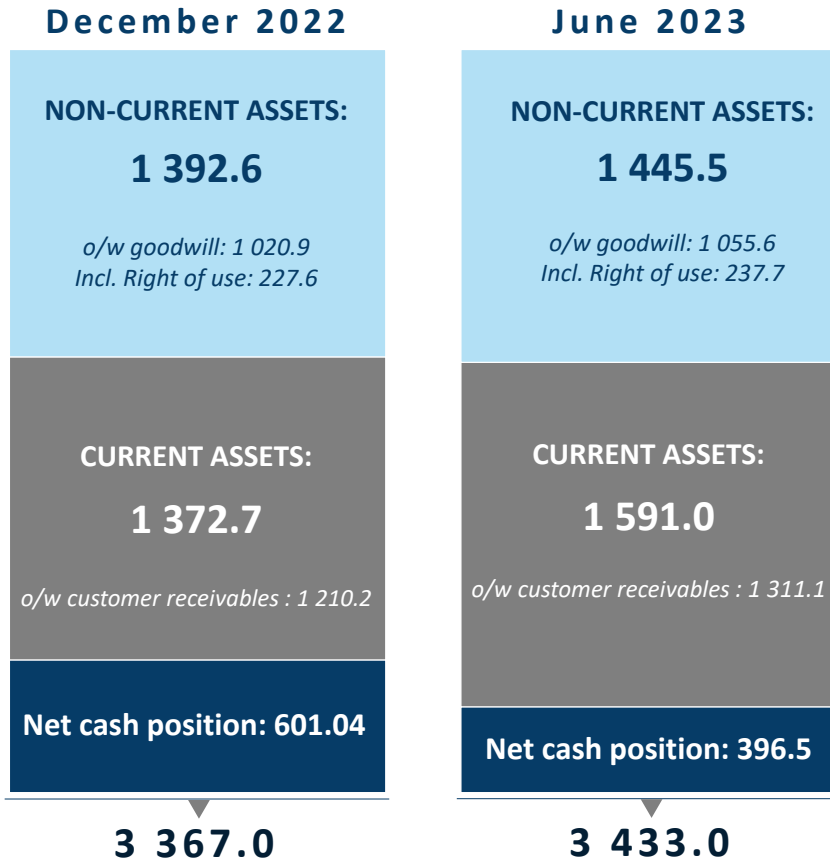 December 2022
NON-CURRENT ASSETS:
1 392.6
o/w goodwill: 1 020.9
Incl. Right of use: 227.6
CURRENT ASSETS:
1 372.7
o/w customer receivables : 1 210.2
Net cash position: 601.04
3 367.0
June 2023
NON-CURRENT ASSETS:
1 445.5
o/w goodwill: 1 055.6
Incl. Right of use: 237.7
CURRENT ASSETS:
1 591.0
o/w customer receivables : 1 311.1
Net cash position: 396.5
3 433.0